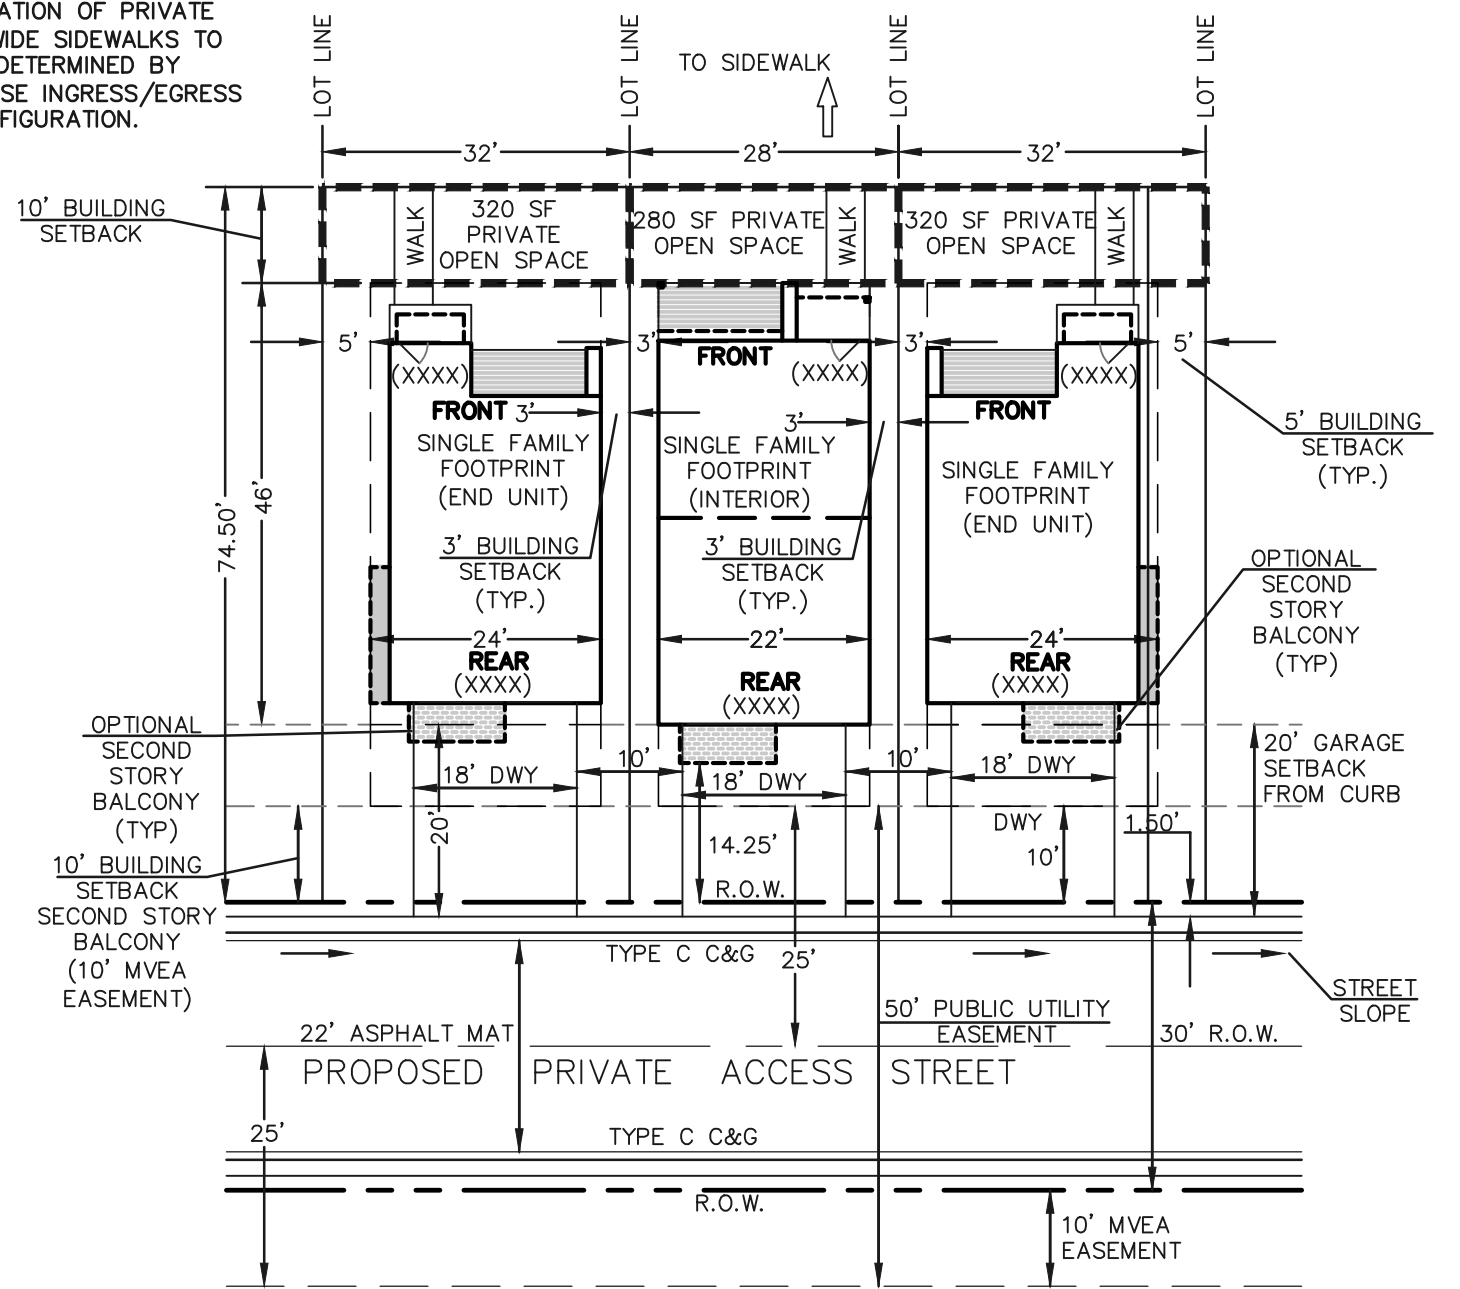 ATION OF PRIVATE
WIDE SIDEWALKS TO
DETERMINED BY
SE INGRESS/EGRESS
FIGURATION.
LOT LINE
LOT LINE
LOT LINE
LOT LINE
TO SIDEWALK
32'
28'
32'
10' BUILDING
SETBACK
WALK
320 SF
PRIVATE
OPEN SPACE
280 SF PRIVATE
OPEN SPACE
WALK
320 SF PRIVATE
OPEN SPACE
WALK
5'
3'
3'
5'
(XXXX)
FRONT
3'
SINGLE FAMILY
FOOTPRINT
(END UNIT)
FRONT
(XXXX)
3'
SINGLE FAMILY
FOOTPRINT
(INTERIOR)
(XXXX)
FRONT
SINGLE FAMILY
FOOTPRINT
(END UNIT)
5' BUILDING
SETBACK
(TYP.)
74.50'
46'
3' BUILDING
SETBACK
(TYP.)
3' BUILDING
SETBACK
(TYP.)
OPTIONAL
SECOND
STORY
BALCONY
(TYP)
24'
REAR
(XXXX)
22'
REAR
(XXXX)
24'
REAR
(XXXX)
OPTIONAL
SECOND
STORY
BALCONY
(TYP)
10'
10'
18' DWY
18' DWY
18' DWY
20' GARAGE
SETBACK
FROM CURB
20'
14.25'
DWY
10'
1.50'
10' BUILDING
SETBACK
SECOND STORY
BALCONY
(10' MVEA
EASEMENT)
R.O.W.
TYPE C C&G
25'
STREET
SLOPE
22' ASPHALT MAT
50' PUBLIC UTILITY
EASEMENT
30' R.O.W.
PROPOSED PRIVATE ACCESS STREET
25'
TYPE C C&G
R.O.W.
10' MVEA
EASEMENT